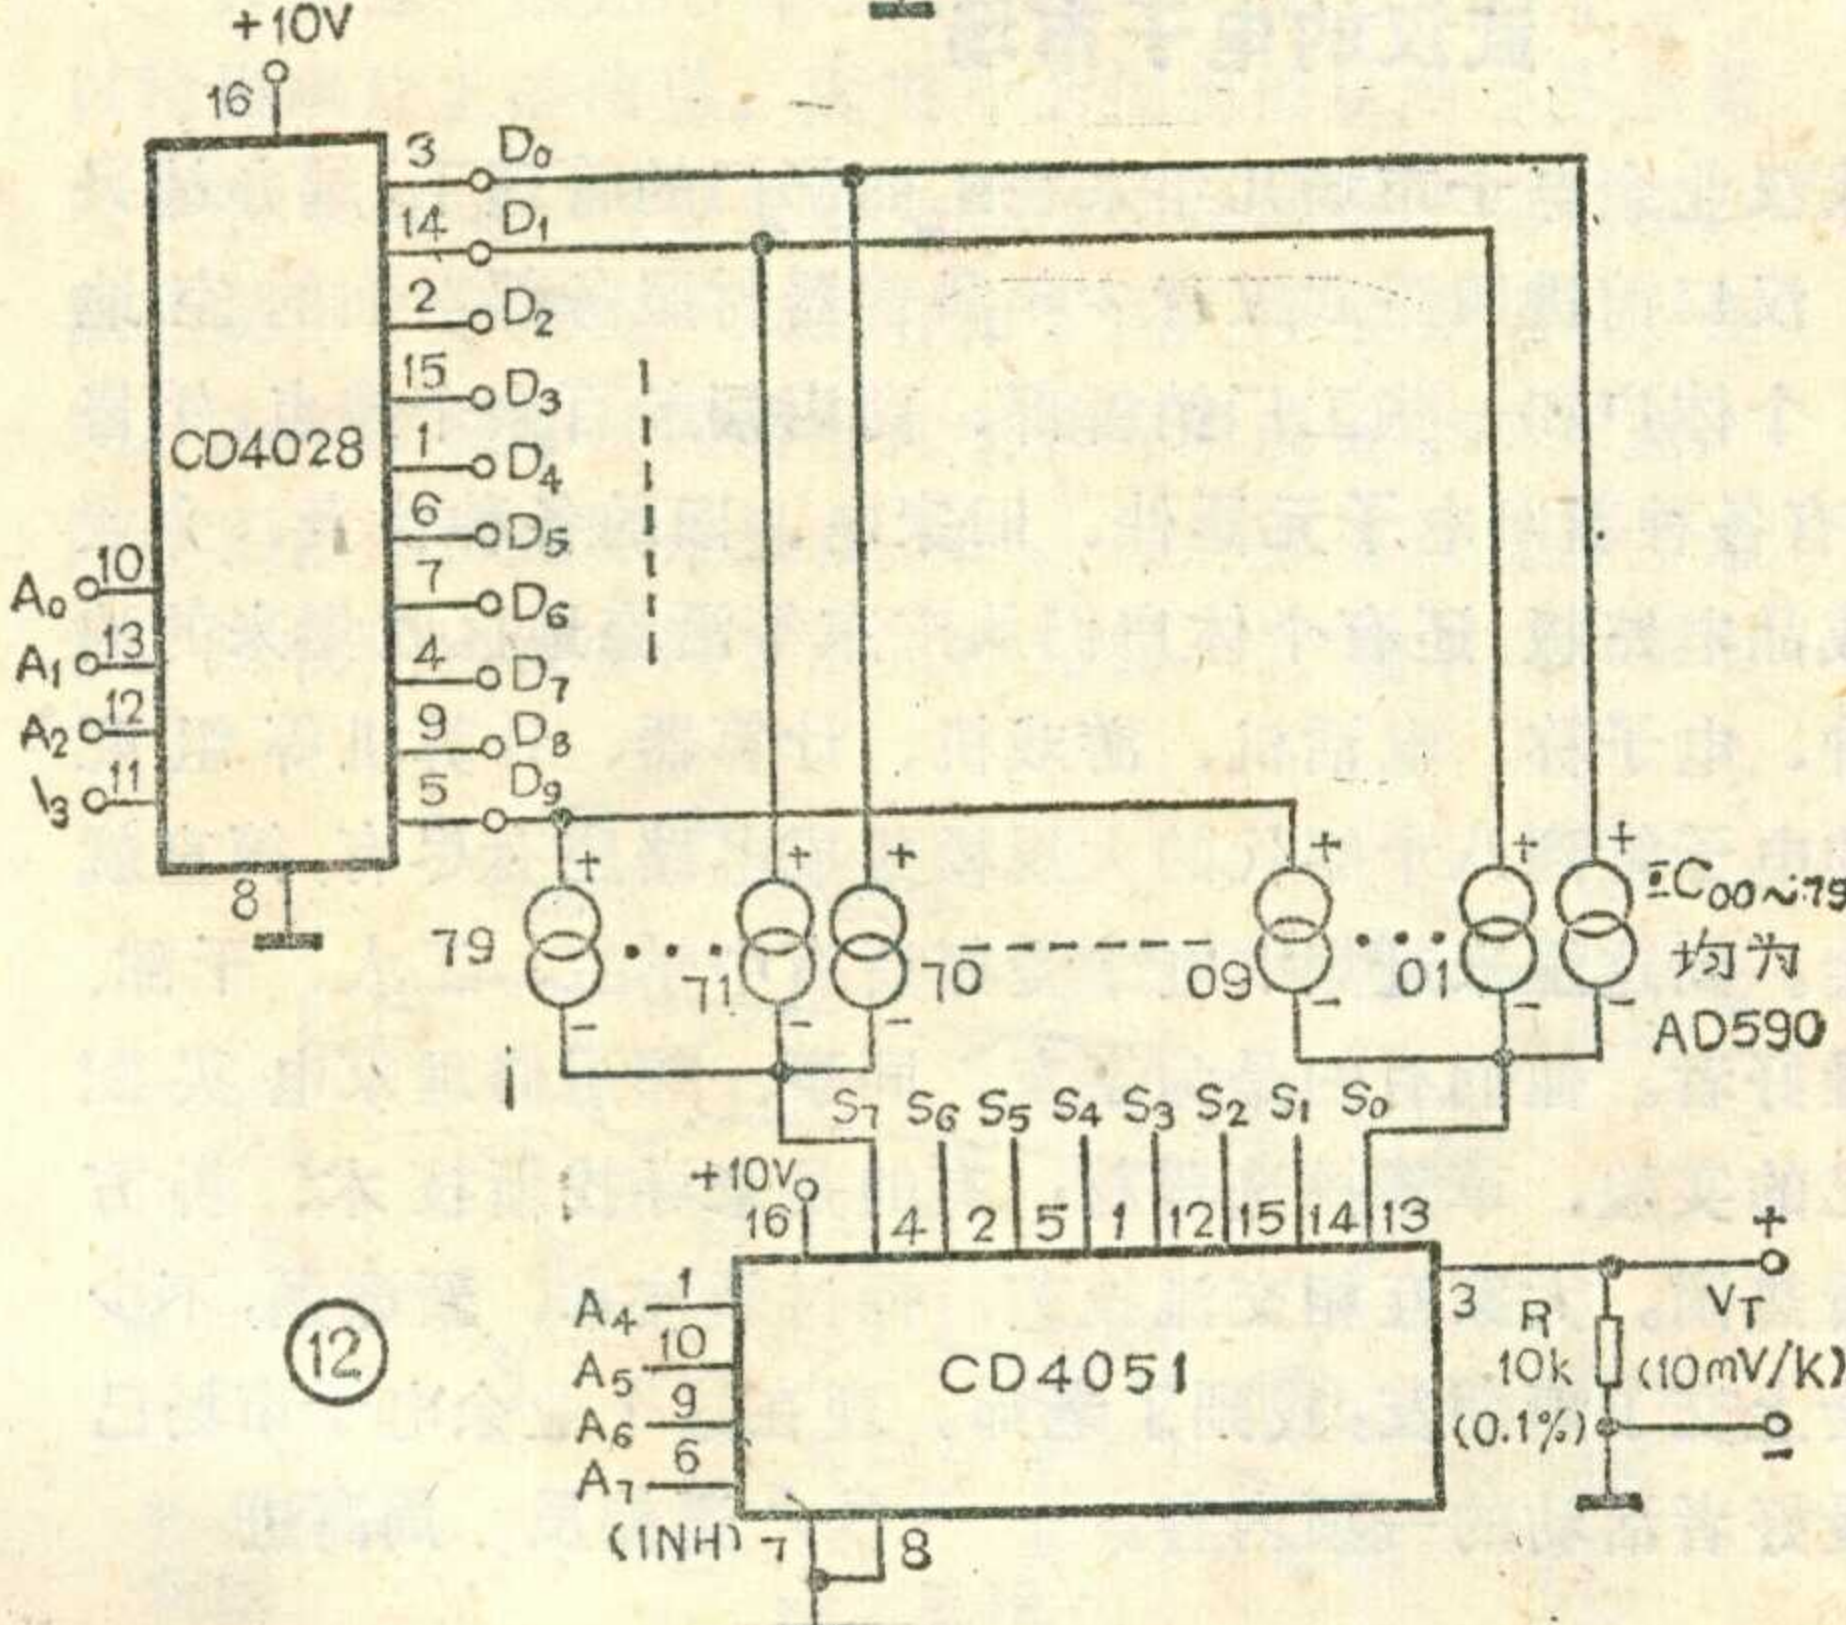 +10V
16
3 D₀
14 D₁
2 D₂
15 D₃
1 D₄
6 D₅
7 D₆
4 D₇
9 D₈
5 D₉
CD4028
A₀ 10
A₁ 13
A₂ 12
₃ 11
8
+ + + + + +
79 71 70 09 01
C₀₀～₇₉
均为
AD590
- - - - - -
S₇ S₆ S₅ S₄ S₃ S₂ S₁ S₀
+10V
16 4 2 5 1 12 15 14 13
A₄ 1
A₅ 10
A₆ 9
A₇ 6
(INH) 7 8
CD4051
3 R
10k
(0.1%)
+
V_T
(10mV/K)
-
12